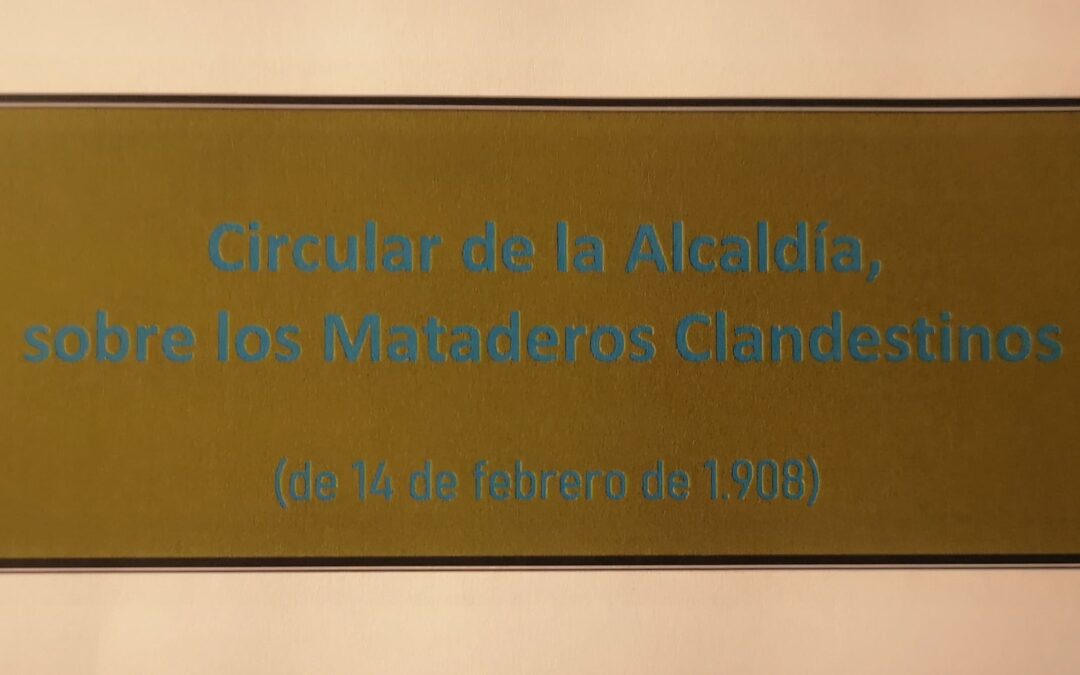 Circular de la Alcaldía,
sobre los Mataderos Clandestinos
(de 14 de febrero de 1.908)